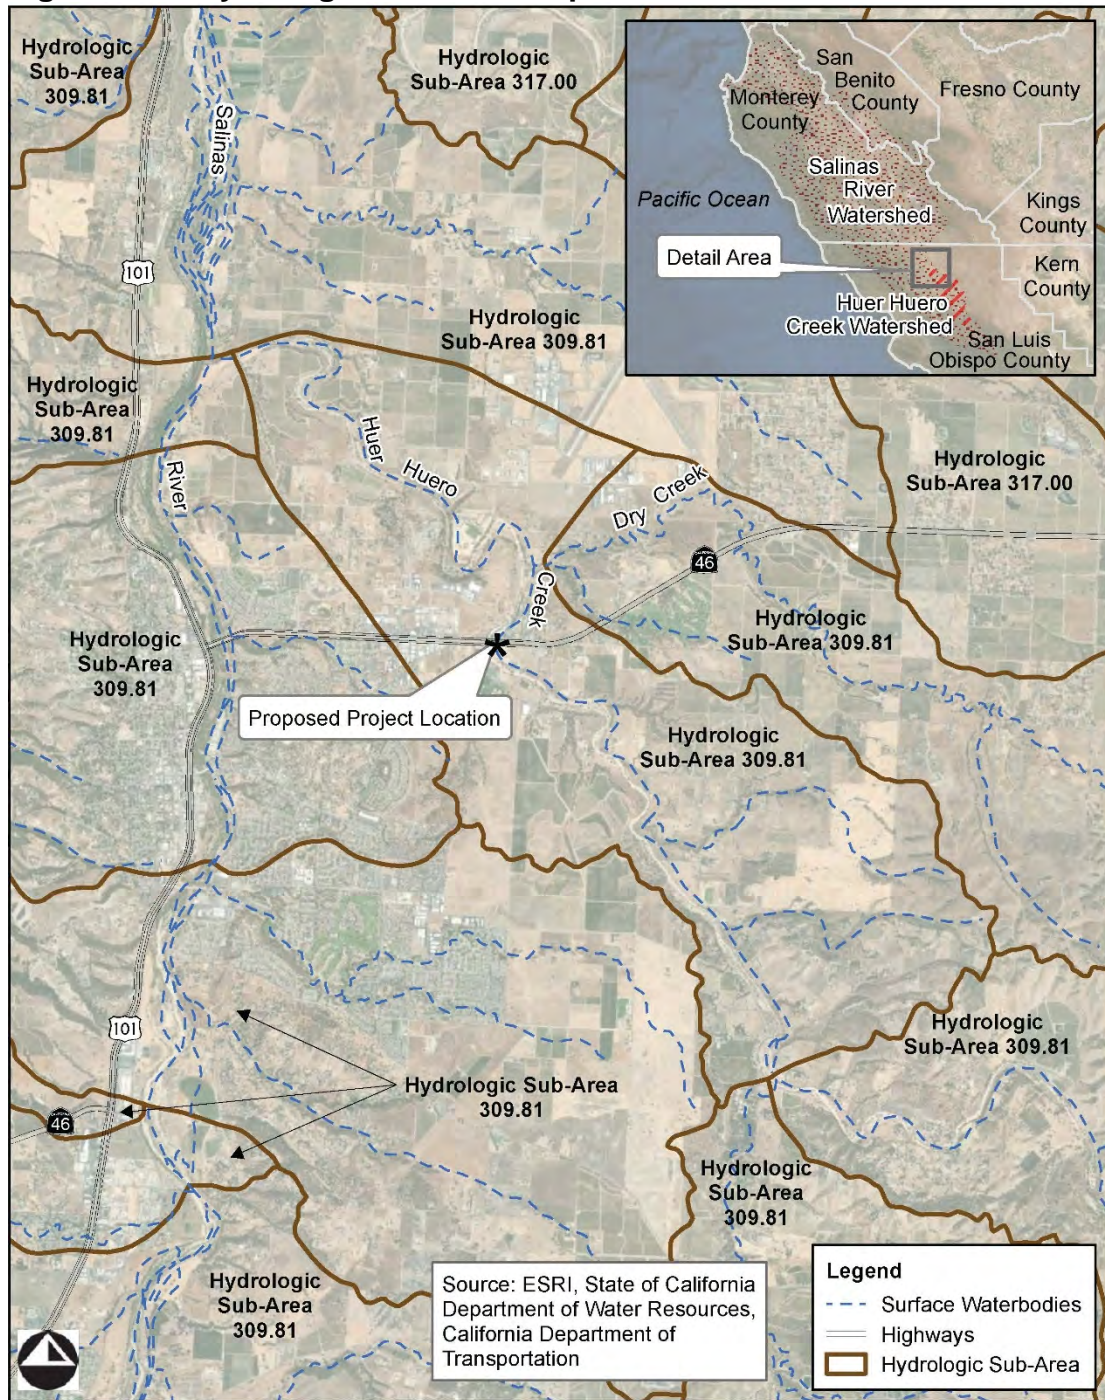 Hydrologic
Sub-Area
309.81
Hydrologic
Sub-Area 317.00
Salinas
San
Benito
County
Monterey
County
Fresno County
Salinas
River
Watershed
Pacific Ocean
Kings
County
Detail Area
Kern
County
Huer Huero
Creek Watershed
San Luis
Obispo County
101
Hydrologic
Sub-Area 309.81
Hydrologic
Sub-Area
309.81
River
Huer
Huero
Creek
Dry Creek
Hydrologic
Sub-Area 317.00
CALIFORNIA
46
Hydrologic
Sub-Area 309.81
Hydrologic
Sub-Area
309.81
Proposed Project Location
Hydrologic
Sub-Area 309.81
101
Hydrologic
Sub-Area
309.81
Hydrologic Sub-Area
309.81
CALIFORNIA
46
Hydrologic
Sub-Area
309.81
Hydrologic
Sub-Area
309.81
Source: ESRI, State of California
Department of Water Resources,
California Department of
Transportation
Legend
Surface Waterbodies
Highways
Hydrologic Sub-Area